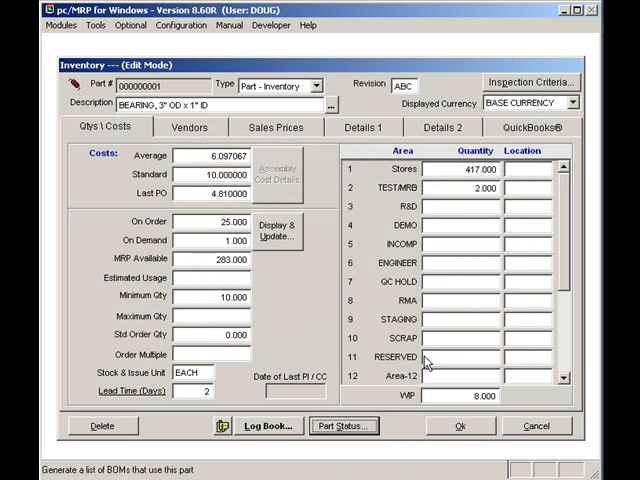 pc/MRP for Windows - Version 8.60R (User: DOUG)
Modules Tools Optional Configuration Manual Developer Help
Inventory --- (Edit Mode)
Part # 000000001 Type Part - Inventory Revision ABC Inspection Criteria...
Description BEARING, 3" OD x 1" ID ... Displayed Currency BASE CURRENCY
Qtys \ Costs Vendors Sales Prices Details 1 Details 2 QuickBooks®
Costs: Average 6.097067
Standard 10.000000
Last PO 4.810000
Assembly
Cost Details
On Order 25.000
On Demand 1.000
MRP Available 283.000
Estimated Usage
Minimum Qty 10.000
Maximum Qty
Std Order Qty 0.000
Order Multiple
Stock & Issue Unit EACH
Lead Time (Days) 2
Display &
Update...
Date of Last PI / CC
Area Quantity Location
1 Stores 417.000
2 TEST/MRB 2.000
3 R&D
4 DEMO
5 INCOMP
6 ENGINEER
7 QC HOLD
8 RMA
9 STAGING
10 SCRAP
11 RESERVED
12 Area-12
WIP 8.000
Delete Log Book... Part Status... Ok Cancel
Generate a list of BOMs that use this part